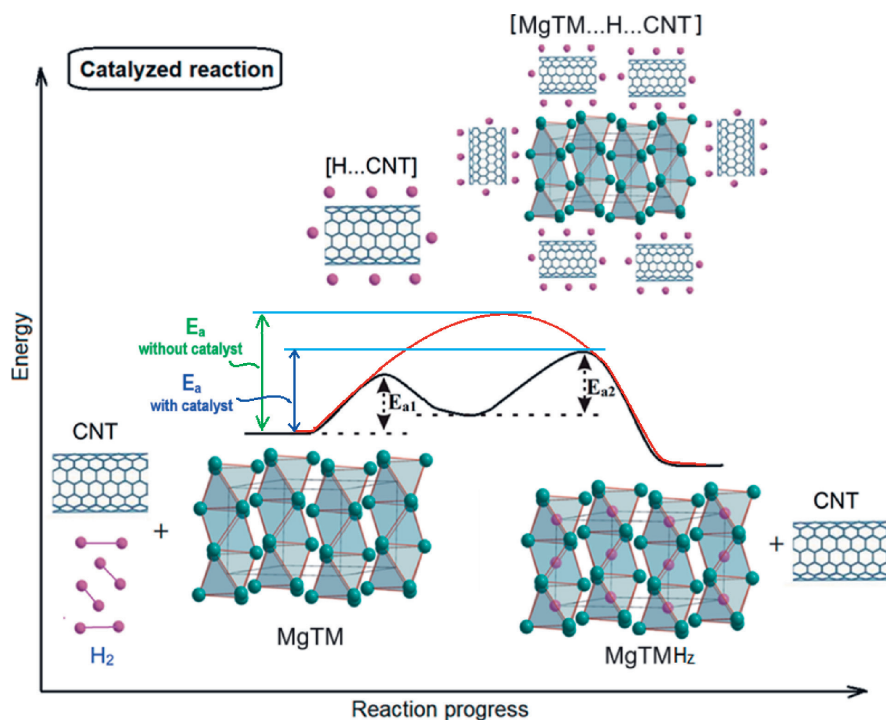 [MgTM...H...CNT]
Catalyzed reaction
[H...CNT]
Energy
Ea
without catalyst
Ea
with catalyst
Ea1
Ea2
CNT
+
H2
MgTM
MgTMHz
+
CNT
Reaction progress